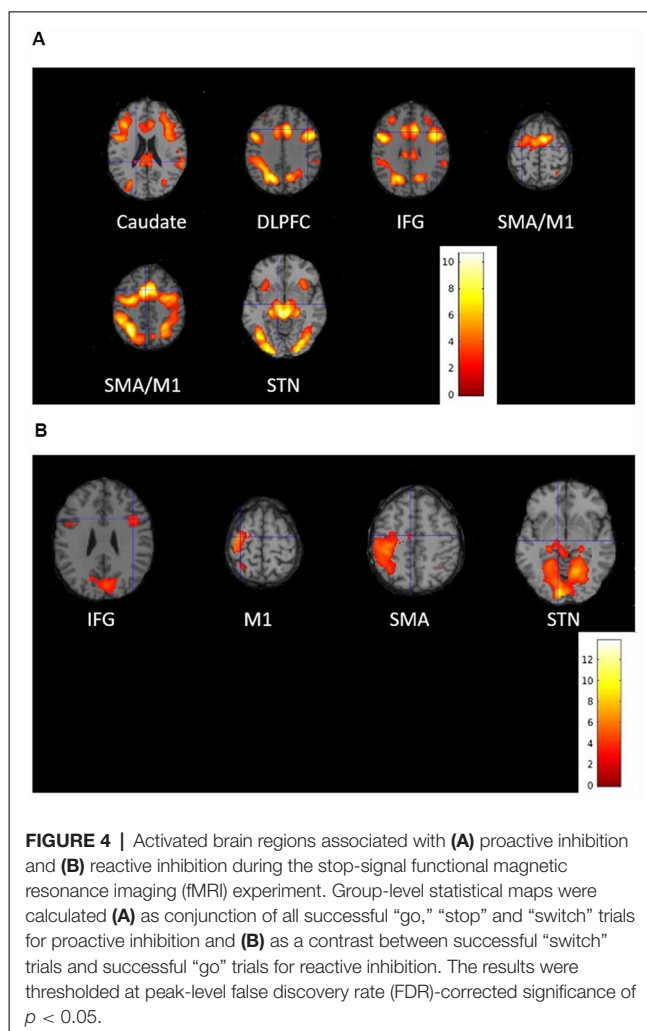 A
Caudate
DLPFC
IFG
SMA/M1
SMA/M1
STN
10
8
6
4
2
0
B
IFG
M1
SMA
STN
12
10
8
6
4
2
0
FIGURE 4 | Activated brain regions associated with (A) proactive inhibition
and (B) reactive inhibition during the stop-signal functional magnetic
resonance imaging (fMRI) experiment. Group-level statistical maps were
calculated (A) as conjunction of all successful “go,” “stop” and “switch” trials
for proactive inhibition and (B) as a contrast between successful “switch”
trials and successful “go” trials for reactive inhibition. The results were
thresholded at peak-level false discovery rate (FDR)-corrected significance of
p < 0.05.